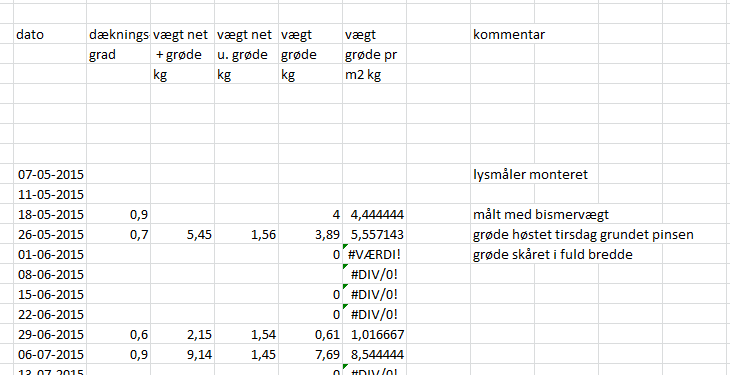 dato dæknings vægt net vægt net vægt vægt kommentar
grad + grøde u. grøde grøde grøde pr
kg kg kg m2 kg
07-05-2015 lysmåler monteret
11-05-2015
18-05-2015 0,9 4 4,444444 målt med bismervægt
26-05-2015 0,7 5,45 1,56 3,89 5,557143 grøde høstet tirsdag grundet pinsen
01-06-2015 0 #VÆRDI! grøde skåret i fuld bredde
08-06-2015 #DIV/0!
15-06-2015 0 #DIV/0!
22-06-2015 0 #DIV/0!
29-06-2015 0,6 2,15 1,54 0,61 1,016667
06-07-2015 0,9 9,14 1,45 7,69 8,544444
13-07-2015 0 #DIV/0!